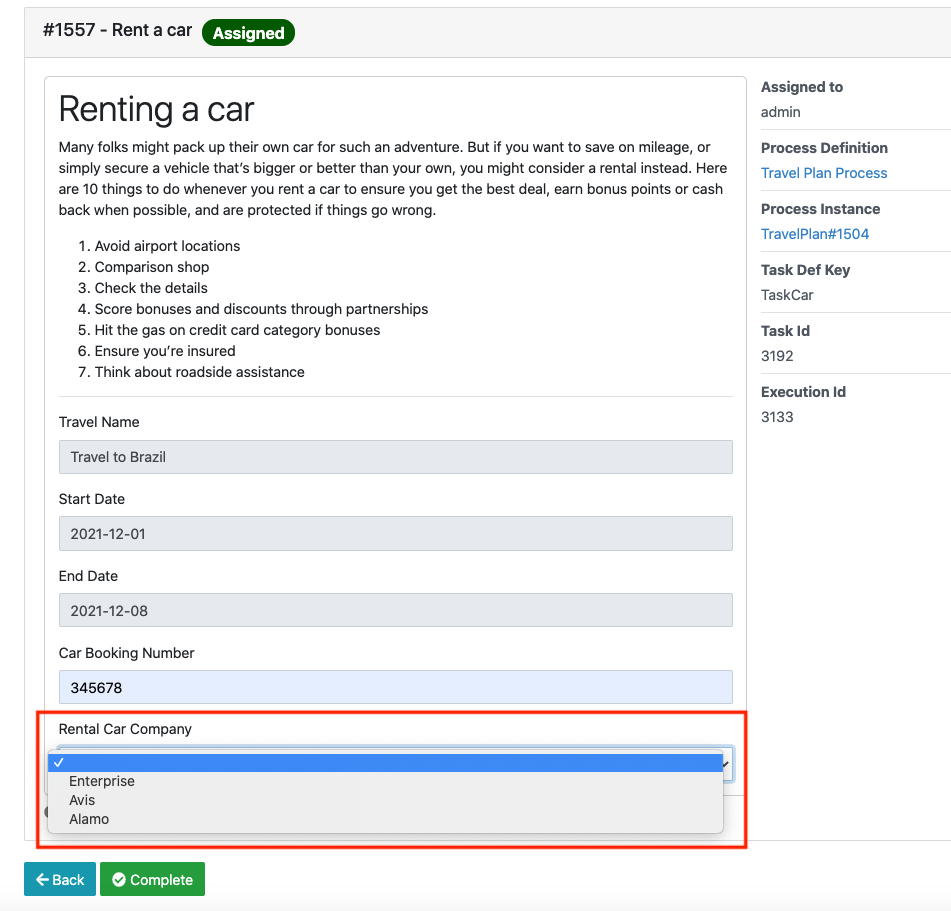 #1557 - Rent a car Assigned
Renting a car
Many folks might pack up their own car for such an adventure. But if you want to save on mileage, or
simply secure a vehicle that’s bigger or better than your own, you might consider a rental instead. Here
are 10 things to do whenever you rent a car to ensure you get the best deal, earn bonus points or cash
back when possible, and are protected if things go wrong.
1. Avoid airport locations
2. Comparison shop
3. Check the details
4. Score bonuses and discounts through partnerships
5. Hit the gas on credit card category bonuses
6. Ensure you’re insured
7. Think about roadside assistance
Travel Name
Travel to Brazil
Start Date
2021-12-01
End Date
2021-12-08
Car Booking Number
345678
Rental Car Company
Enterprise
Avis
Alamo
Back
Complete
Assigned to
admin
Process Definition
Travel Plan Process
Process Instance
TravelPlan#1504
Task Def Key
TaskCar
Task Id
3192
Execution Id
3133